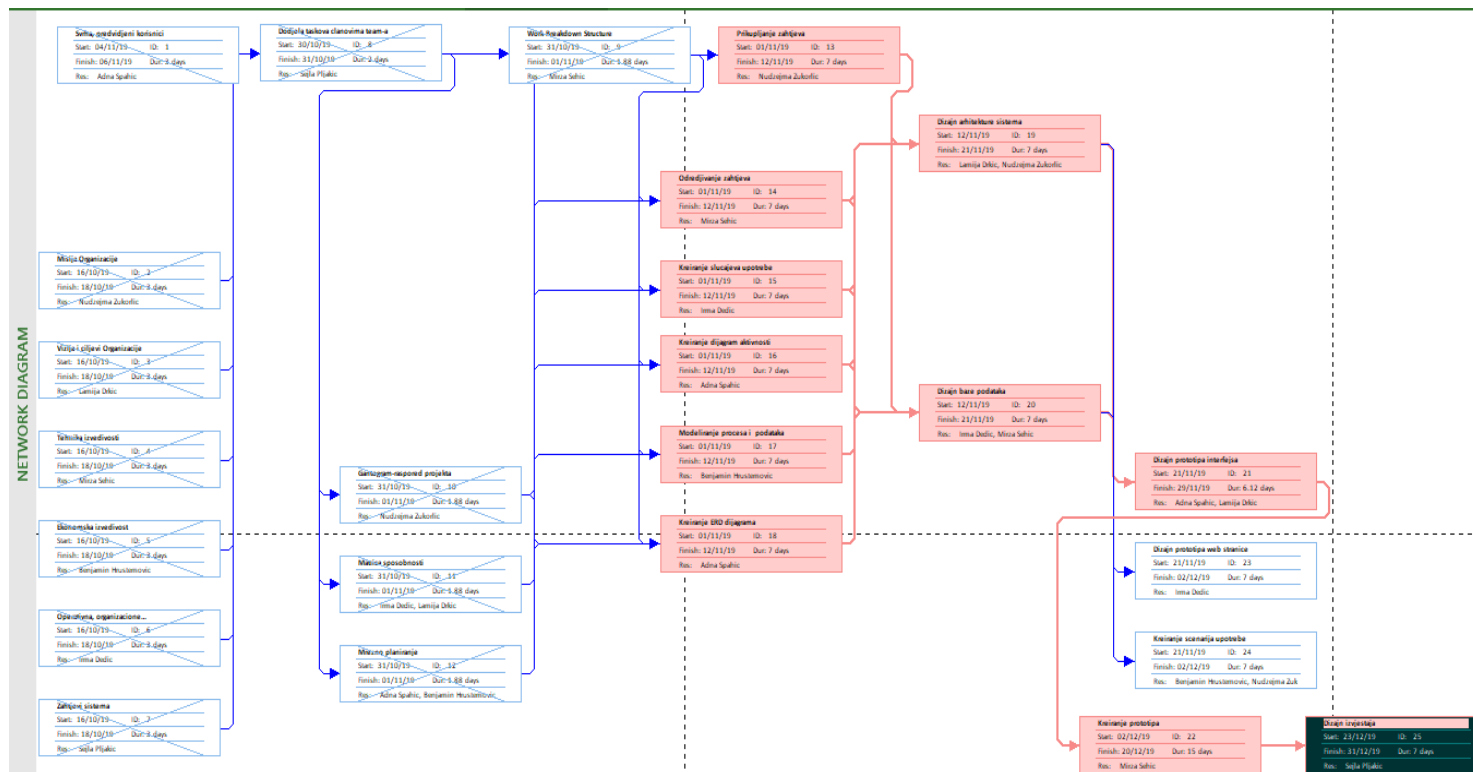 NETWORK DIAGRAM
Svrha, predvidjeni korisnici
Start: 04/11/19 ID: 1
Finish: 06/11/19 Dur: 3 days
Res: Adna Spahic
Dodjela taskova clanovima team-a
Start: 30/10/19 ID: 8
Finish: 31/10/19 Dur: 2 days
Res: Sejla Pljakic
Work Breakdown Structure
Start: 31/10/19 ID: 9
Finish: 01/11/19 Dur: 1.88 days
Res: Mirza Sehic
Prikupljanje zahtjeva
Start: 01/11/19 ID: 13
Finish: 12/11/19 Dur: 7 days
Res: Nudzejma Zukorlic
Dizajn arhitekture sistema
Start: 12/11/19 ID: 19
Finish: 21/11/19 Dur: 7 days
Res: Lamija Drkic, Nudzejma Zukorlic
Odredjivanje zahtjeva
Start: 01/11/19 ID: 14
Finish: 12/11/19 Dur: 7 days
Res: Mirza Sehic
Misija Organizacije
Start: 16/10/19 ID: 2
Finish: 18/10/19 Dur: 3 days
Res: Nudzejma Zukorlic
Kreiranje slucajeva upotrebe
Start: 01/11/19 ID: 15
Finish: 12/11/19 Dur: 7 days
Res: Irma Dedic
Vizija i ciljevi Organizacije
Start: 16/10/19 ID: 3
Finish: 18/10/19 Dur: 3 days
Res: Lamija Drkic
Kreiranje dijagram aktivnosti
Start: 01/11/19 ID: 16
Finish: 12/11/19 Dur: 7 days
Res: Adna Spahic
Dizajn baze podataka
Start: 12/11/19 ID: 20
Finish: 21/11/19 Dur: 7 days
Res: Irma Dedic, Mirza Sehic
Tehnika izvedivosti
Start: 16/10/19 ID: 4
Finish: 18/10/19 Dur: 3 days
Res: Mirza Sehic
Modeliranje procesa i podataka
Start: 01/11/19 ID: 17
Finish: 12/11/19 Dur: 7 days
Res: Benjamin Hrustemovic
Gantogram-raspored projekta
Start: 31/10/19 ID: 10
Finish: 01/11/19 Dur: 1.88 days
Res: Nudzejma Zukorlic
Dizajn prototipa interfejsa
Start: 21/11/19 ID: 21
Finish: 29/11/19 Dur: 6.12 days
Res: Adna Spahic, Lamija Drkic
Ekonomska izvedivost
Start: 16/10/19 ID: 5
Finish: 18/10/19 Dur: 3 days
Res: Benjamin Hrustemovic
Kreiranje ERD dijagrama
Start: 01/11/19 ID: 18
Finish: 12/11/19 Dur: 7 days
Res: Adna Spahic
Matrica sposobnosti
Start: 31/10/19 ID: 11
Finish: 01/11/19 Dur: 1.88 days
Res: Irma Dedic, Lamija Drkic
Dizajn prototipa web stranice
Start: 21/11/19 ID: 23
Finish: 02/12/19 Dur: 7 days
Res: Irma Dedic
Operativna, organizacione...
Start: 16/10/19 ID: 6
Finish: 18/10/19 Dur: 3 days
Res: Irma Dedic
Mrezno planiranje
Start: 31/10/19 ID: 12
Finish: 01/11/19 Dur: 1.88 days
Res: Adna Spahic, Benjamin Hrustemovic
Kreiranje scenarija upotrebe
Start: 21/11/19 ID: 24
Finish: 02/12/19 Dur: 7 days
Res: Benjamin Hrustemovic, Nudzejma Zuk
Zahtjevi sistema
Start: 16/10/19 ID: 7
Finish: 18/10/19 Dur: 3 days
Res: Sejla Pljakic
Kreiranje prototipa
Start: 02/12/19 ID: 22
Finish: 20/12/19 Dur: 15 days
Res: Mirza Sehic
Dizajn izvjestaja
Start: 23/12/19 ID: 25
Finish: 31/12/19 Dur: 7 days
Res: Sejla Pljakic